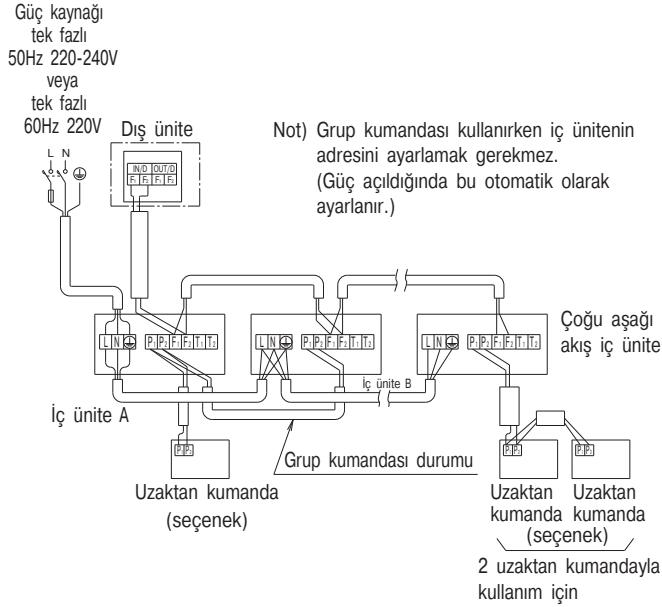 Güç kaynağı
tek fazlı
50Hz 220-240V
veya
tek fazlı
60Hz 220V
Dış ünite
Not) Grup kumandası kullanırken iç ünitenin
adresini ayarlamak gerekmez.
(Güç açıldığında bu otomatik olarak
ayarlanır.)
L N
IN/D OUT/D
F₁ F₂ F₁ F₂
L N P₁ P₂ F₁ F₂ T₁ T₂
L N P₁ P₂ F₁ F₂ T₁ T₂
L N P₁ P₂ F₁ F₂ T₁ T₂
Çoğu aşağı
akış iç ünite
İç ünite A
İç ünite B
P₁ P₂
Grup kumandası durumu
Uzaktan kumanda
(seçenek)
P₁ P₂
P₁ P₂
Uzaktan Uzaktan
kumanda kumanda
(seçenek)
2 uzaktan kumandayla
kullanım için